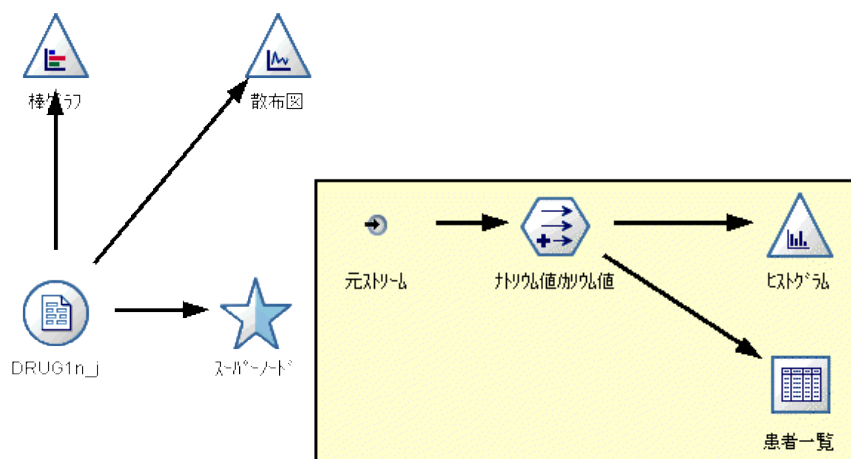 棒ｸﾞﾗﾌ
散布図
元ｽﾄﾘｰﾑ
ﾅﾄﾘｳﾑ値/ｶﾘｳﾑ値
ﾋｽﾄｸﾞﾗﾑ
DRUG1n_j
ｽｰﾊﾟｰﾉｰﾄﾞ
患者一覧